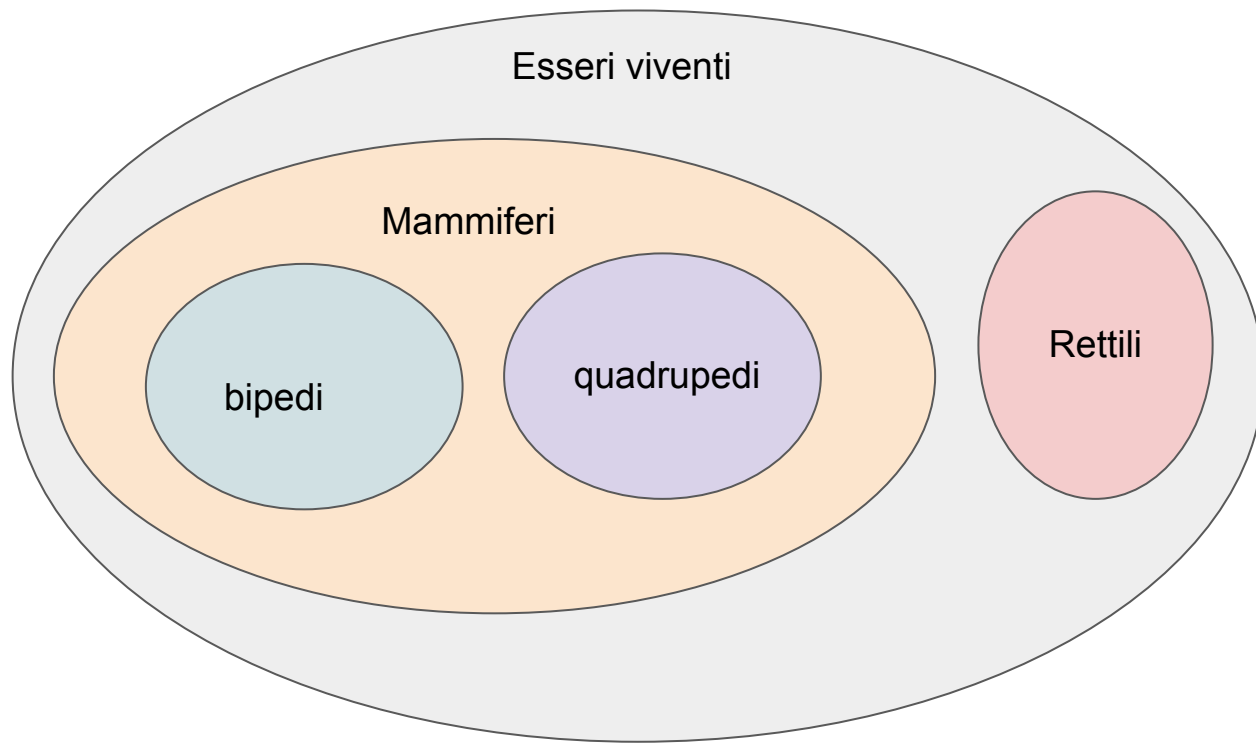 Esseri viventi
Mammiferi
bipedi
quadrupedi
Rettili